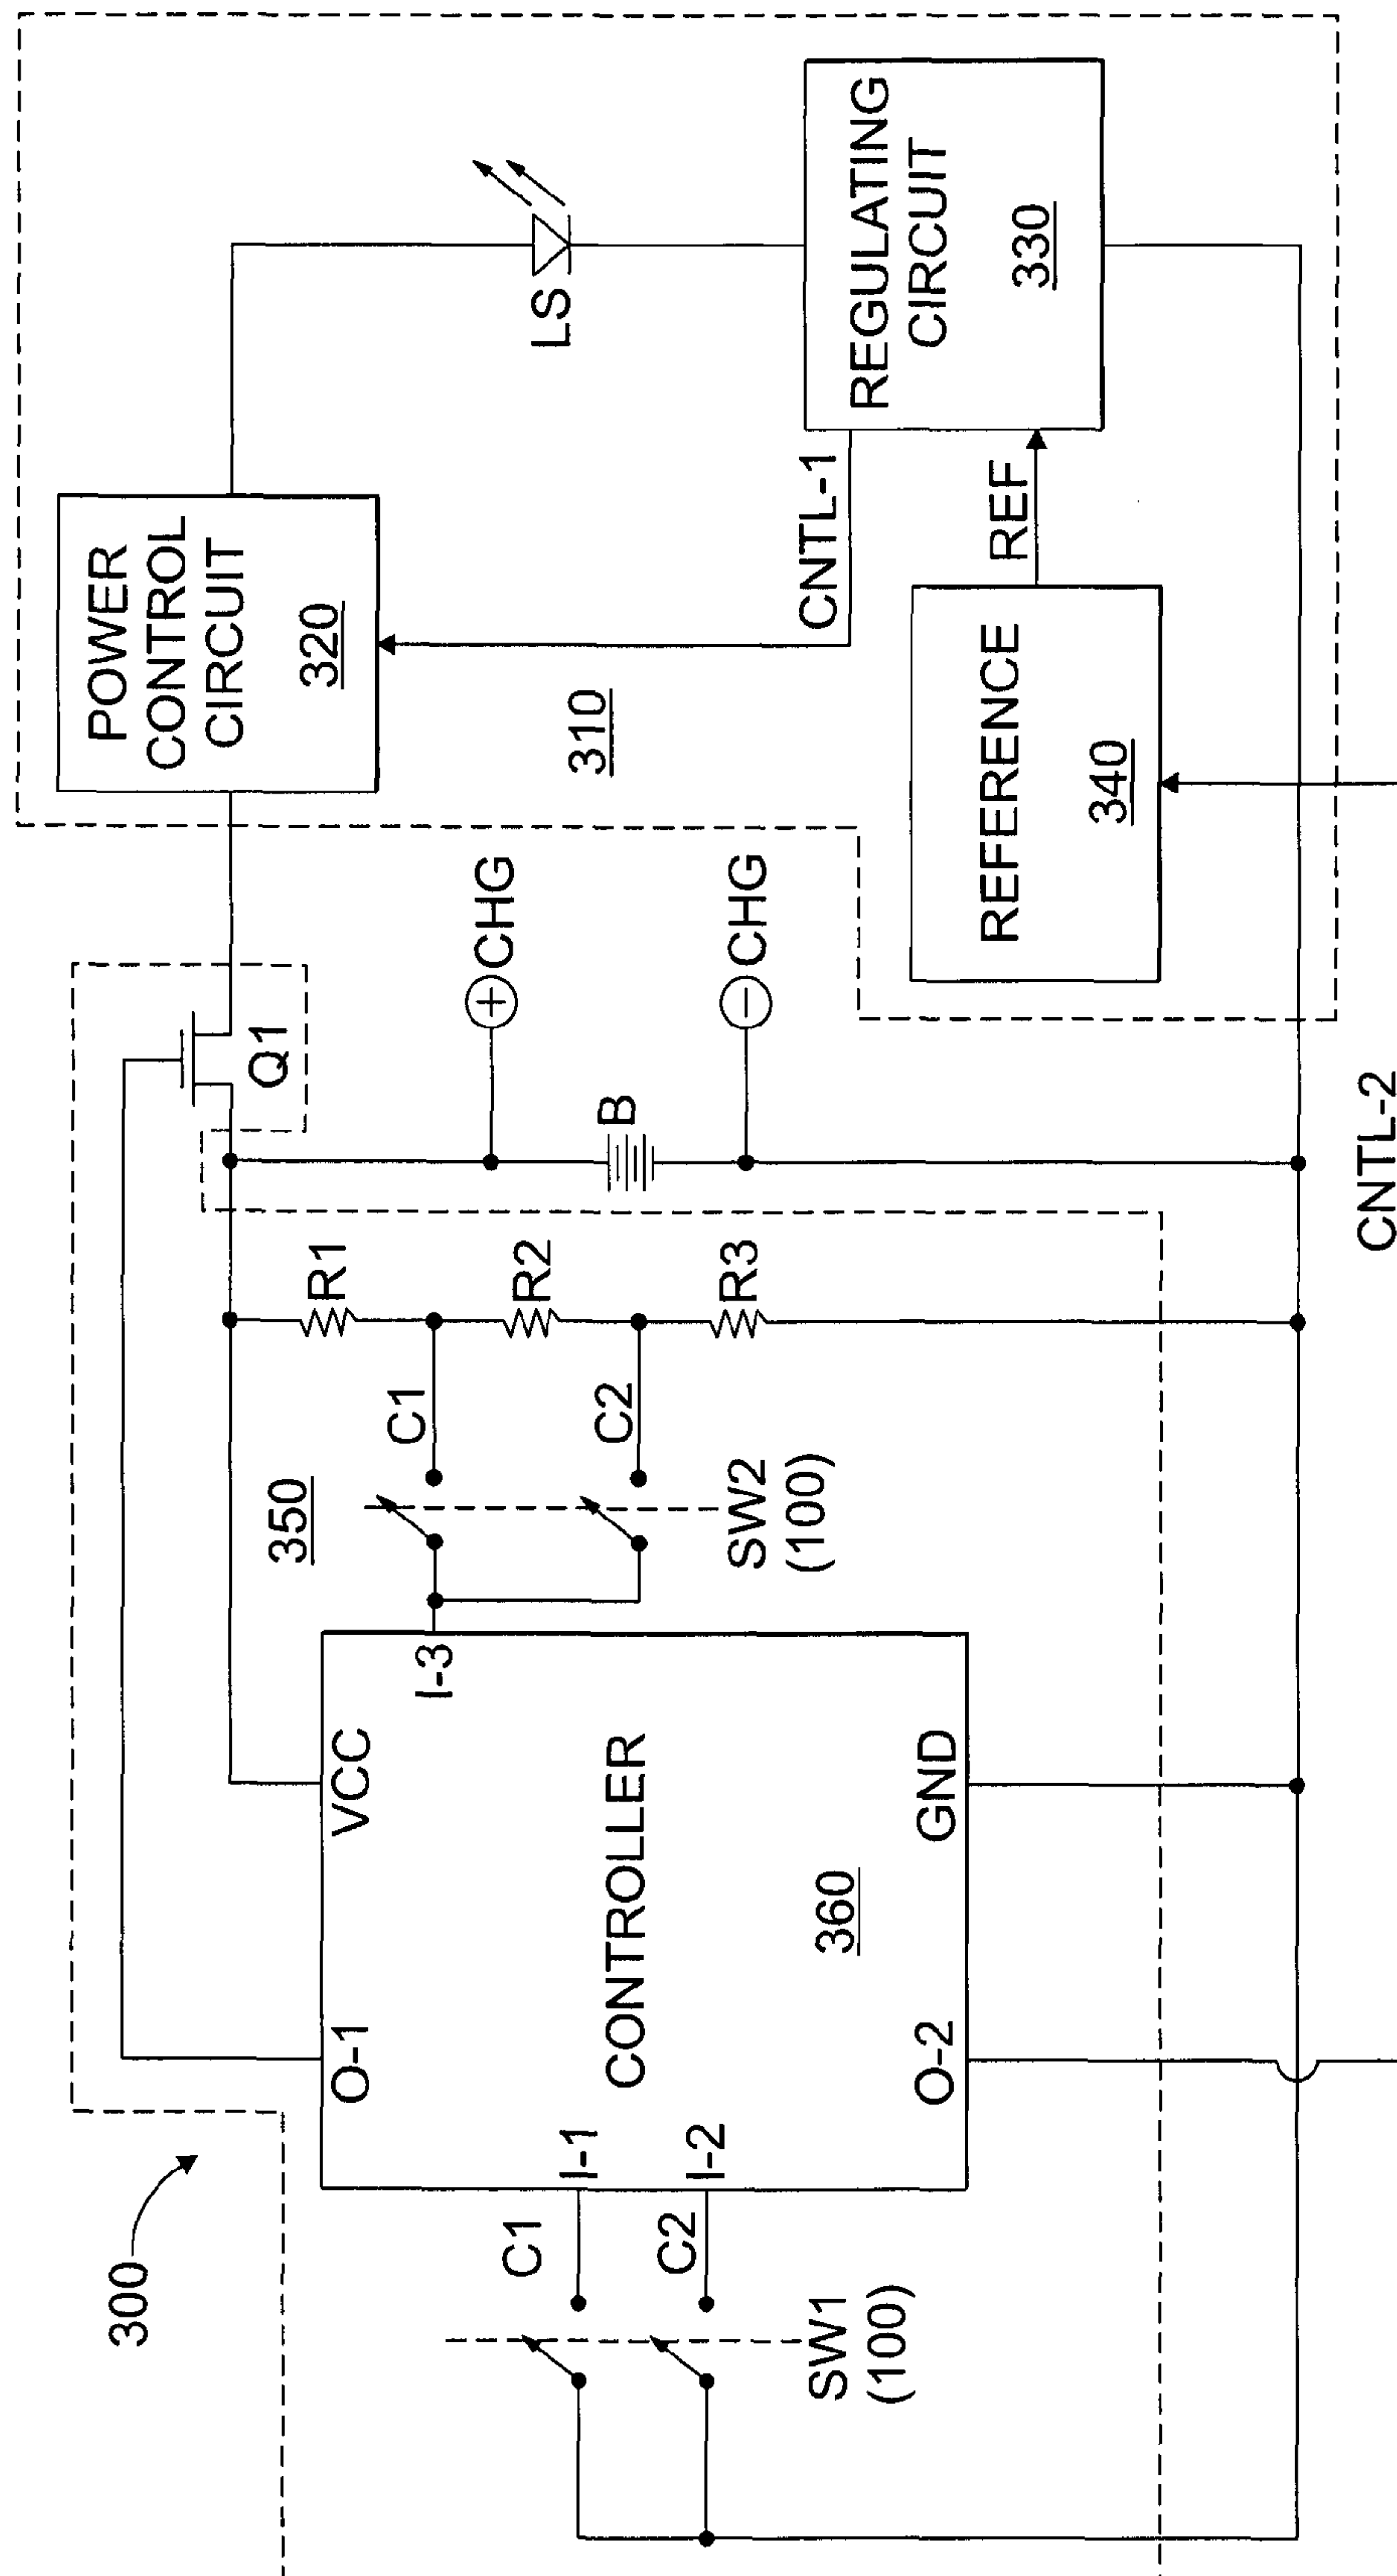 300
POWER
CONTROL
CIRCUIT
320
Q1
O-1
VCC
350
310
LS
CHG
CHG
B
R1
R2
R3
C1
C2
SW2
(100)
I-3
CONTROLLER
360
I-1
I-2
C1
C2
SW1
(100)
O-2
GND
CNTL-1
REGULATING
CIRCUIT
330
REF
REFERENCE
340
CNTL-2